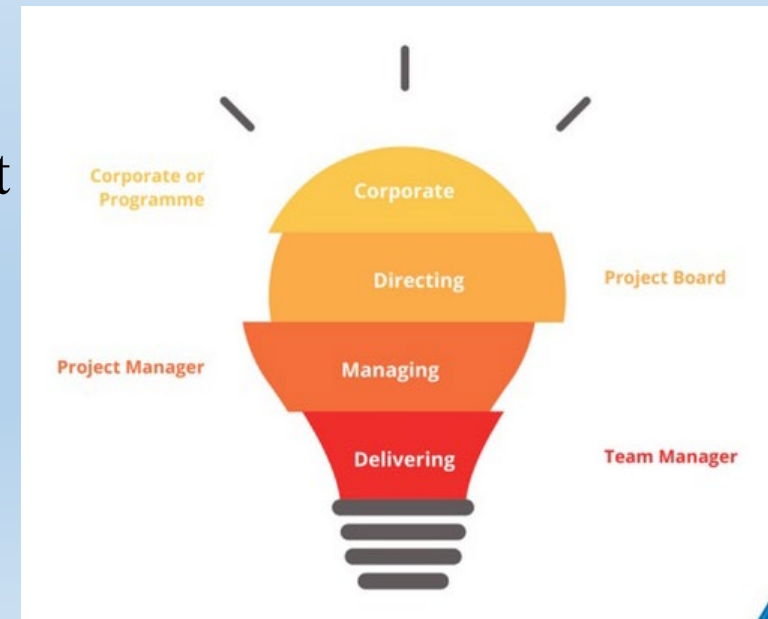 t
Corporate or
Programme
Corporate
Directing
Project Board
Project Manager
Managing
Delivering
Team Manager